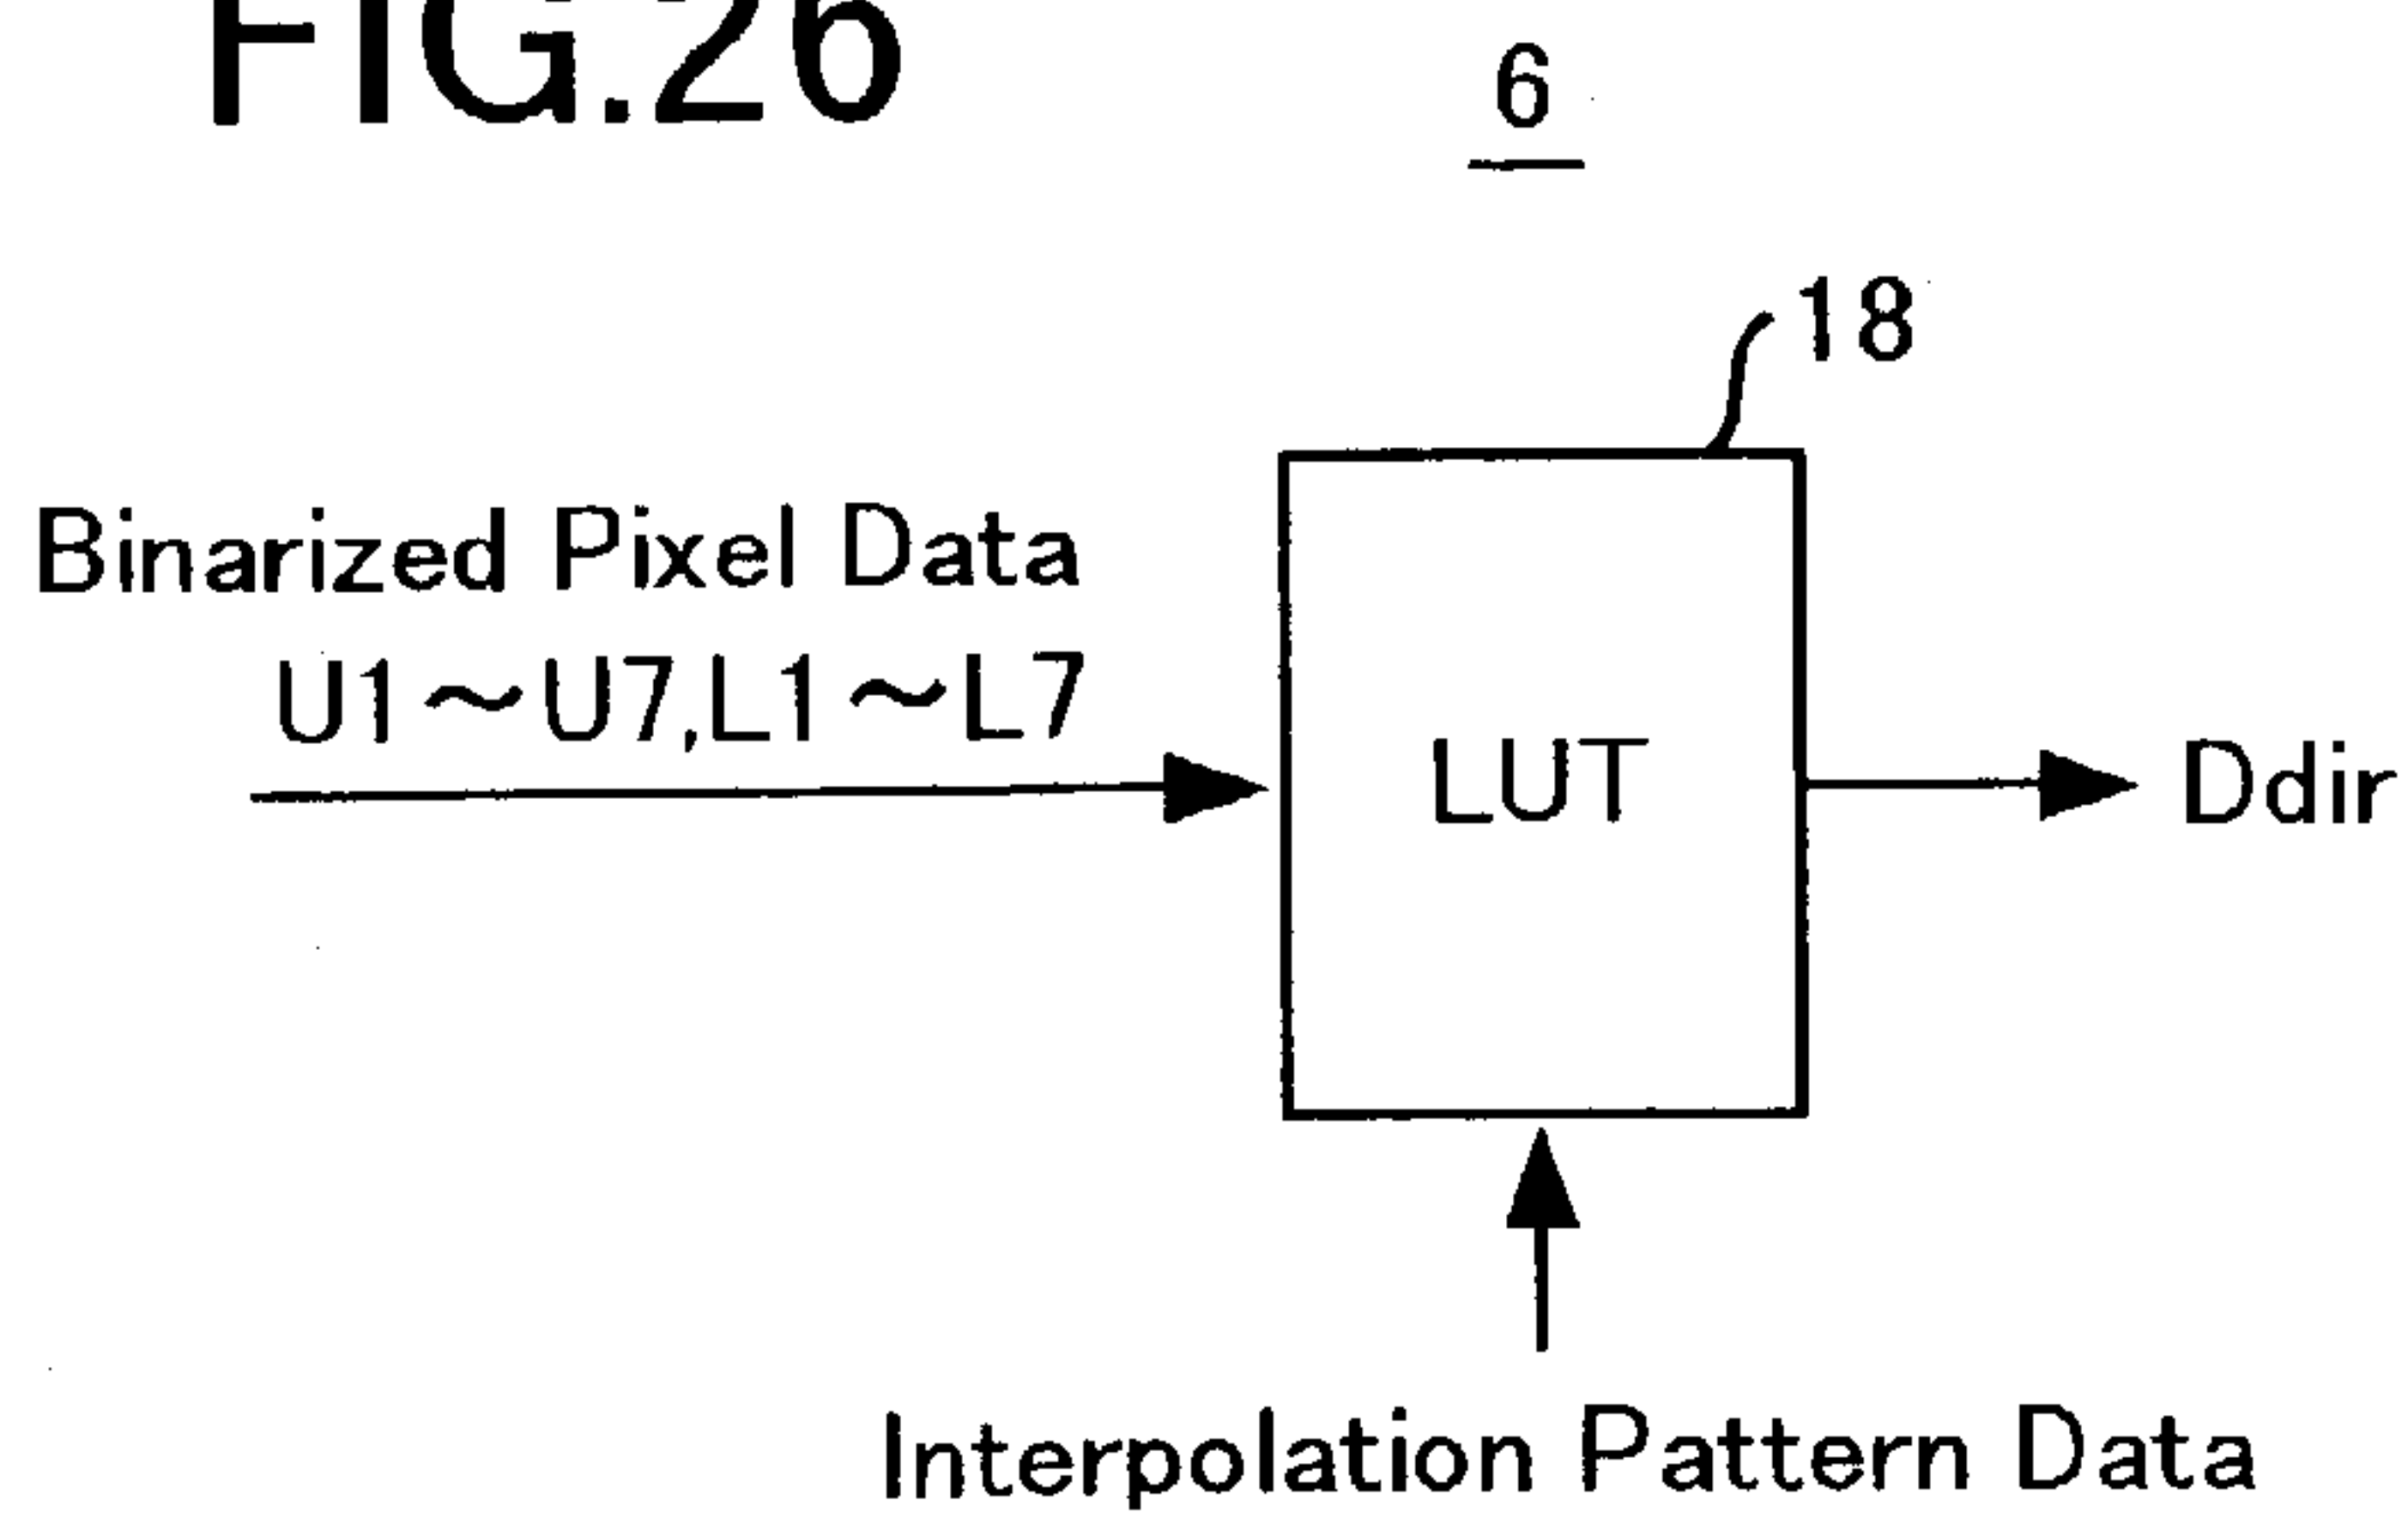 FIG.26
6
18
Binarized Pixel Data
U1～U7,L1～L7
LUT
Ddir
Interpolation Pattern Data